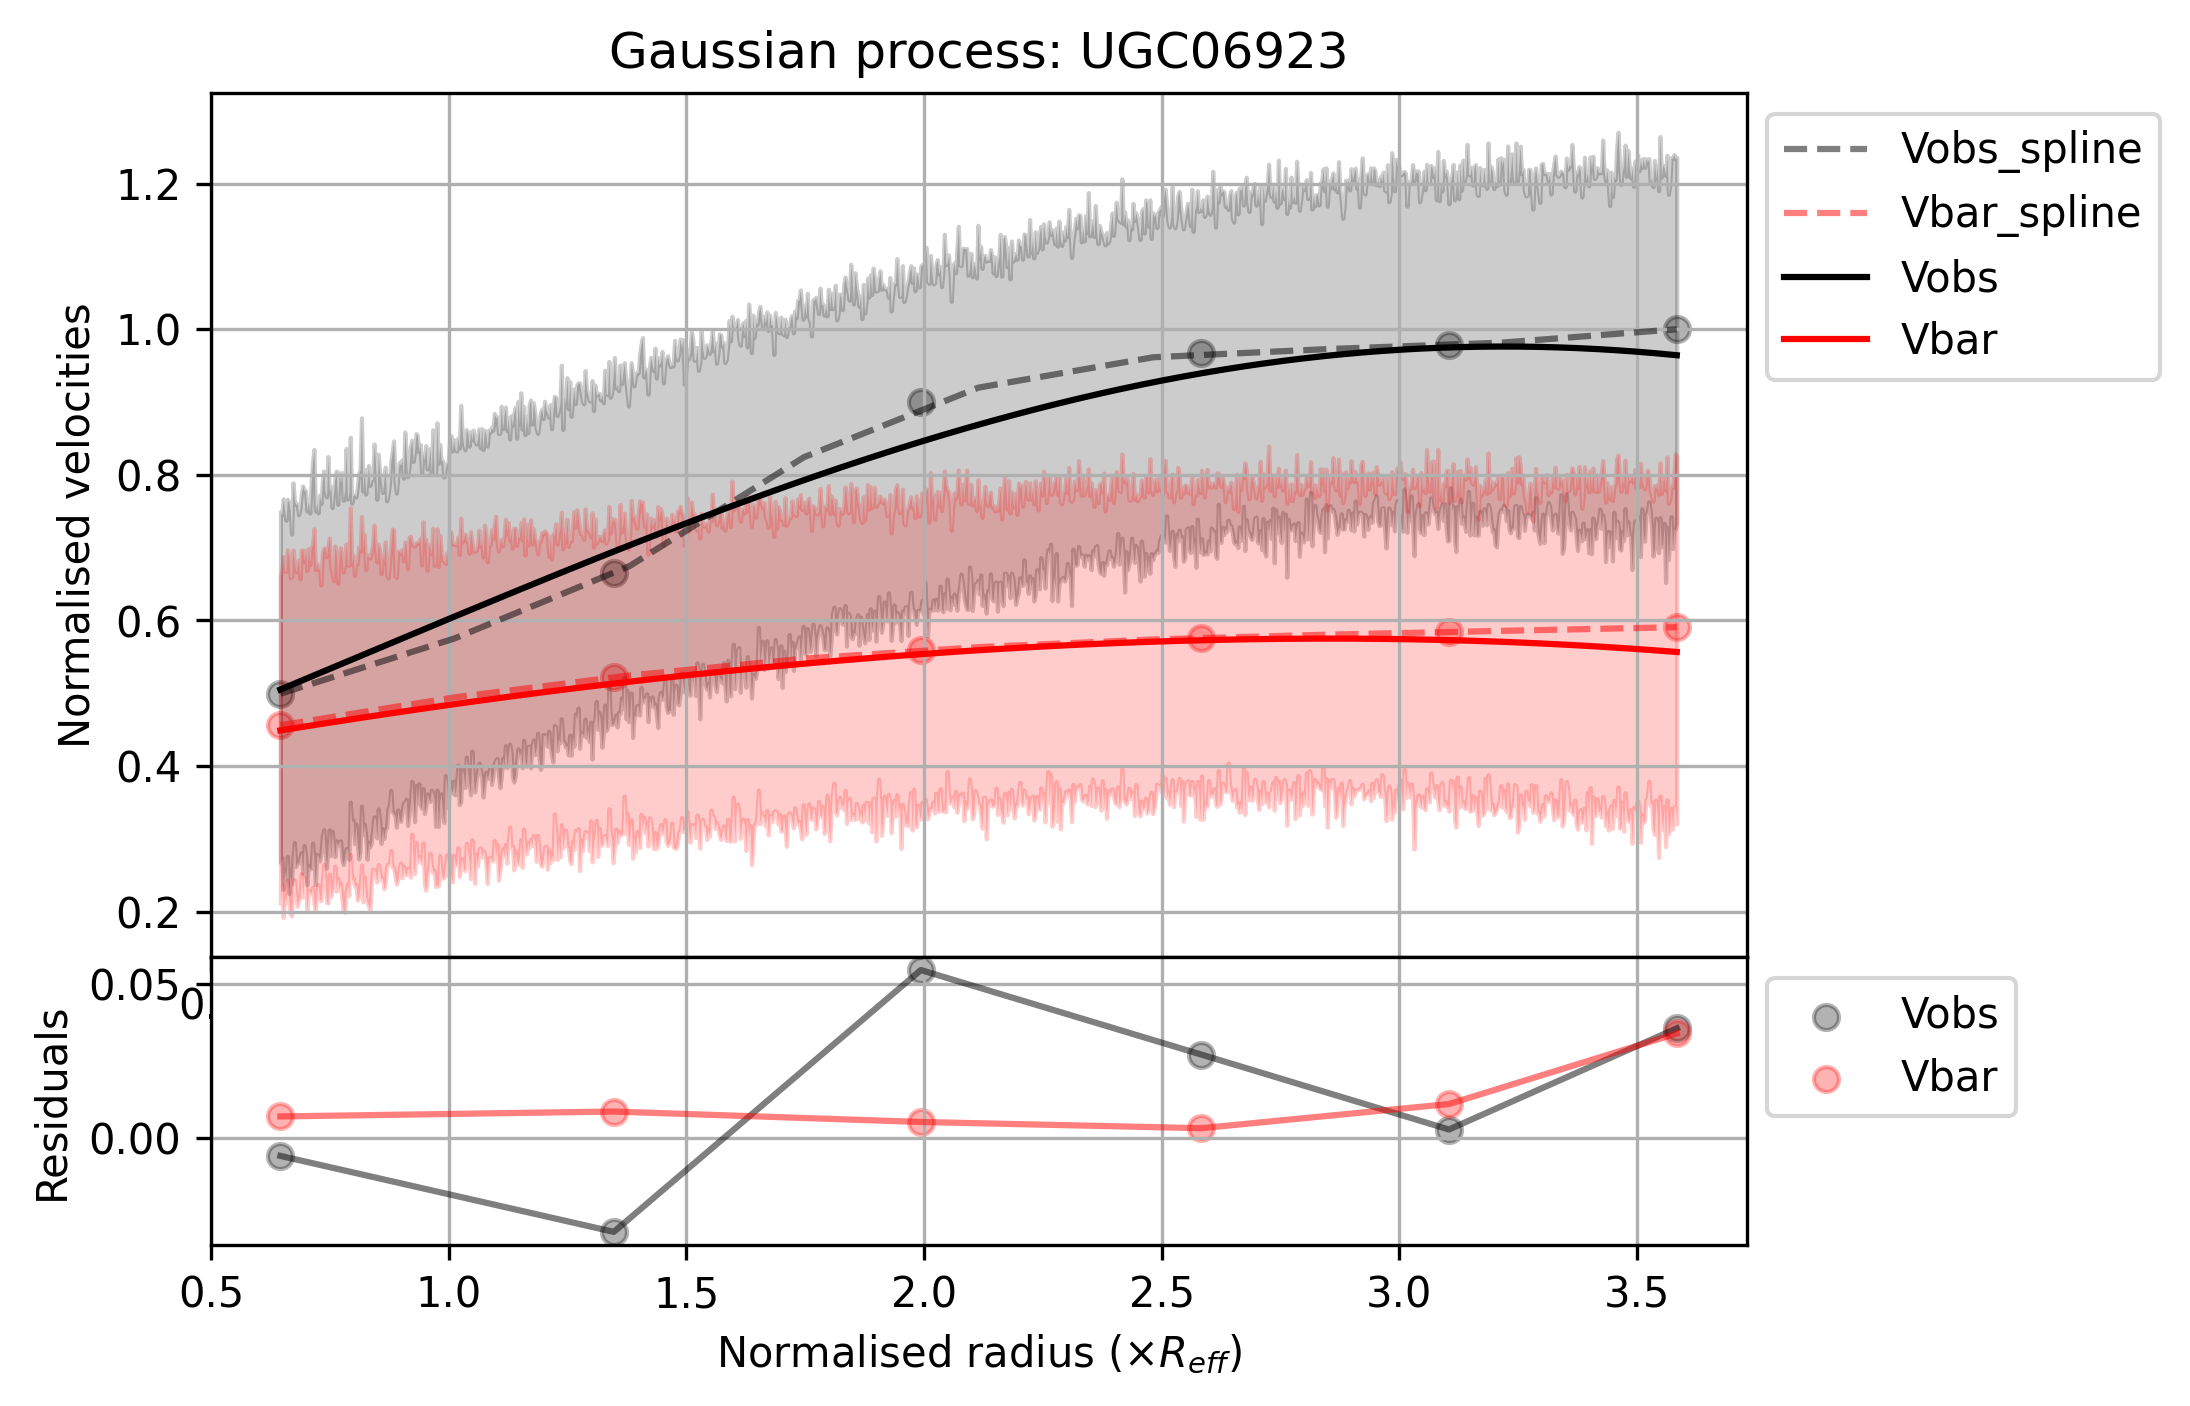 Gaussian process: UGC06923
Normalised velocities
1.2
1.0
0.8
0.6
0.4
0.2
Vobs_spline
Vbar_spline
Vobs
Vbar
Residuals
0.05
0.
0.00
Vobs
Vbar
0.5 1.0 1.5 2.0 2.5 3.0 3.5
Normalised radius (×R_eff)